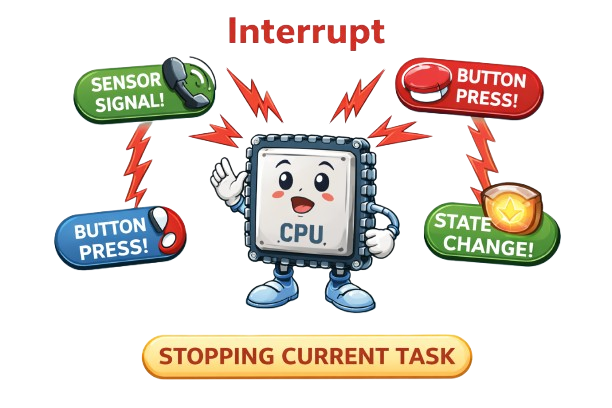 Interrupt
SENSOR
SIGNAL!
BUTTON
PRESS!
BUTTON
PRESS!
CPU
STATE
CHANGE!
STOPPING CURRENT TASK